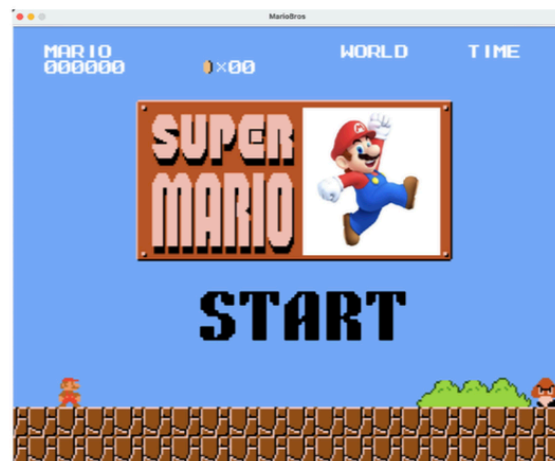 MarioBros
MARIO WORLD TIME
000000 ×00
SUPER
MARIO
START